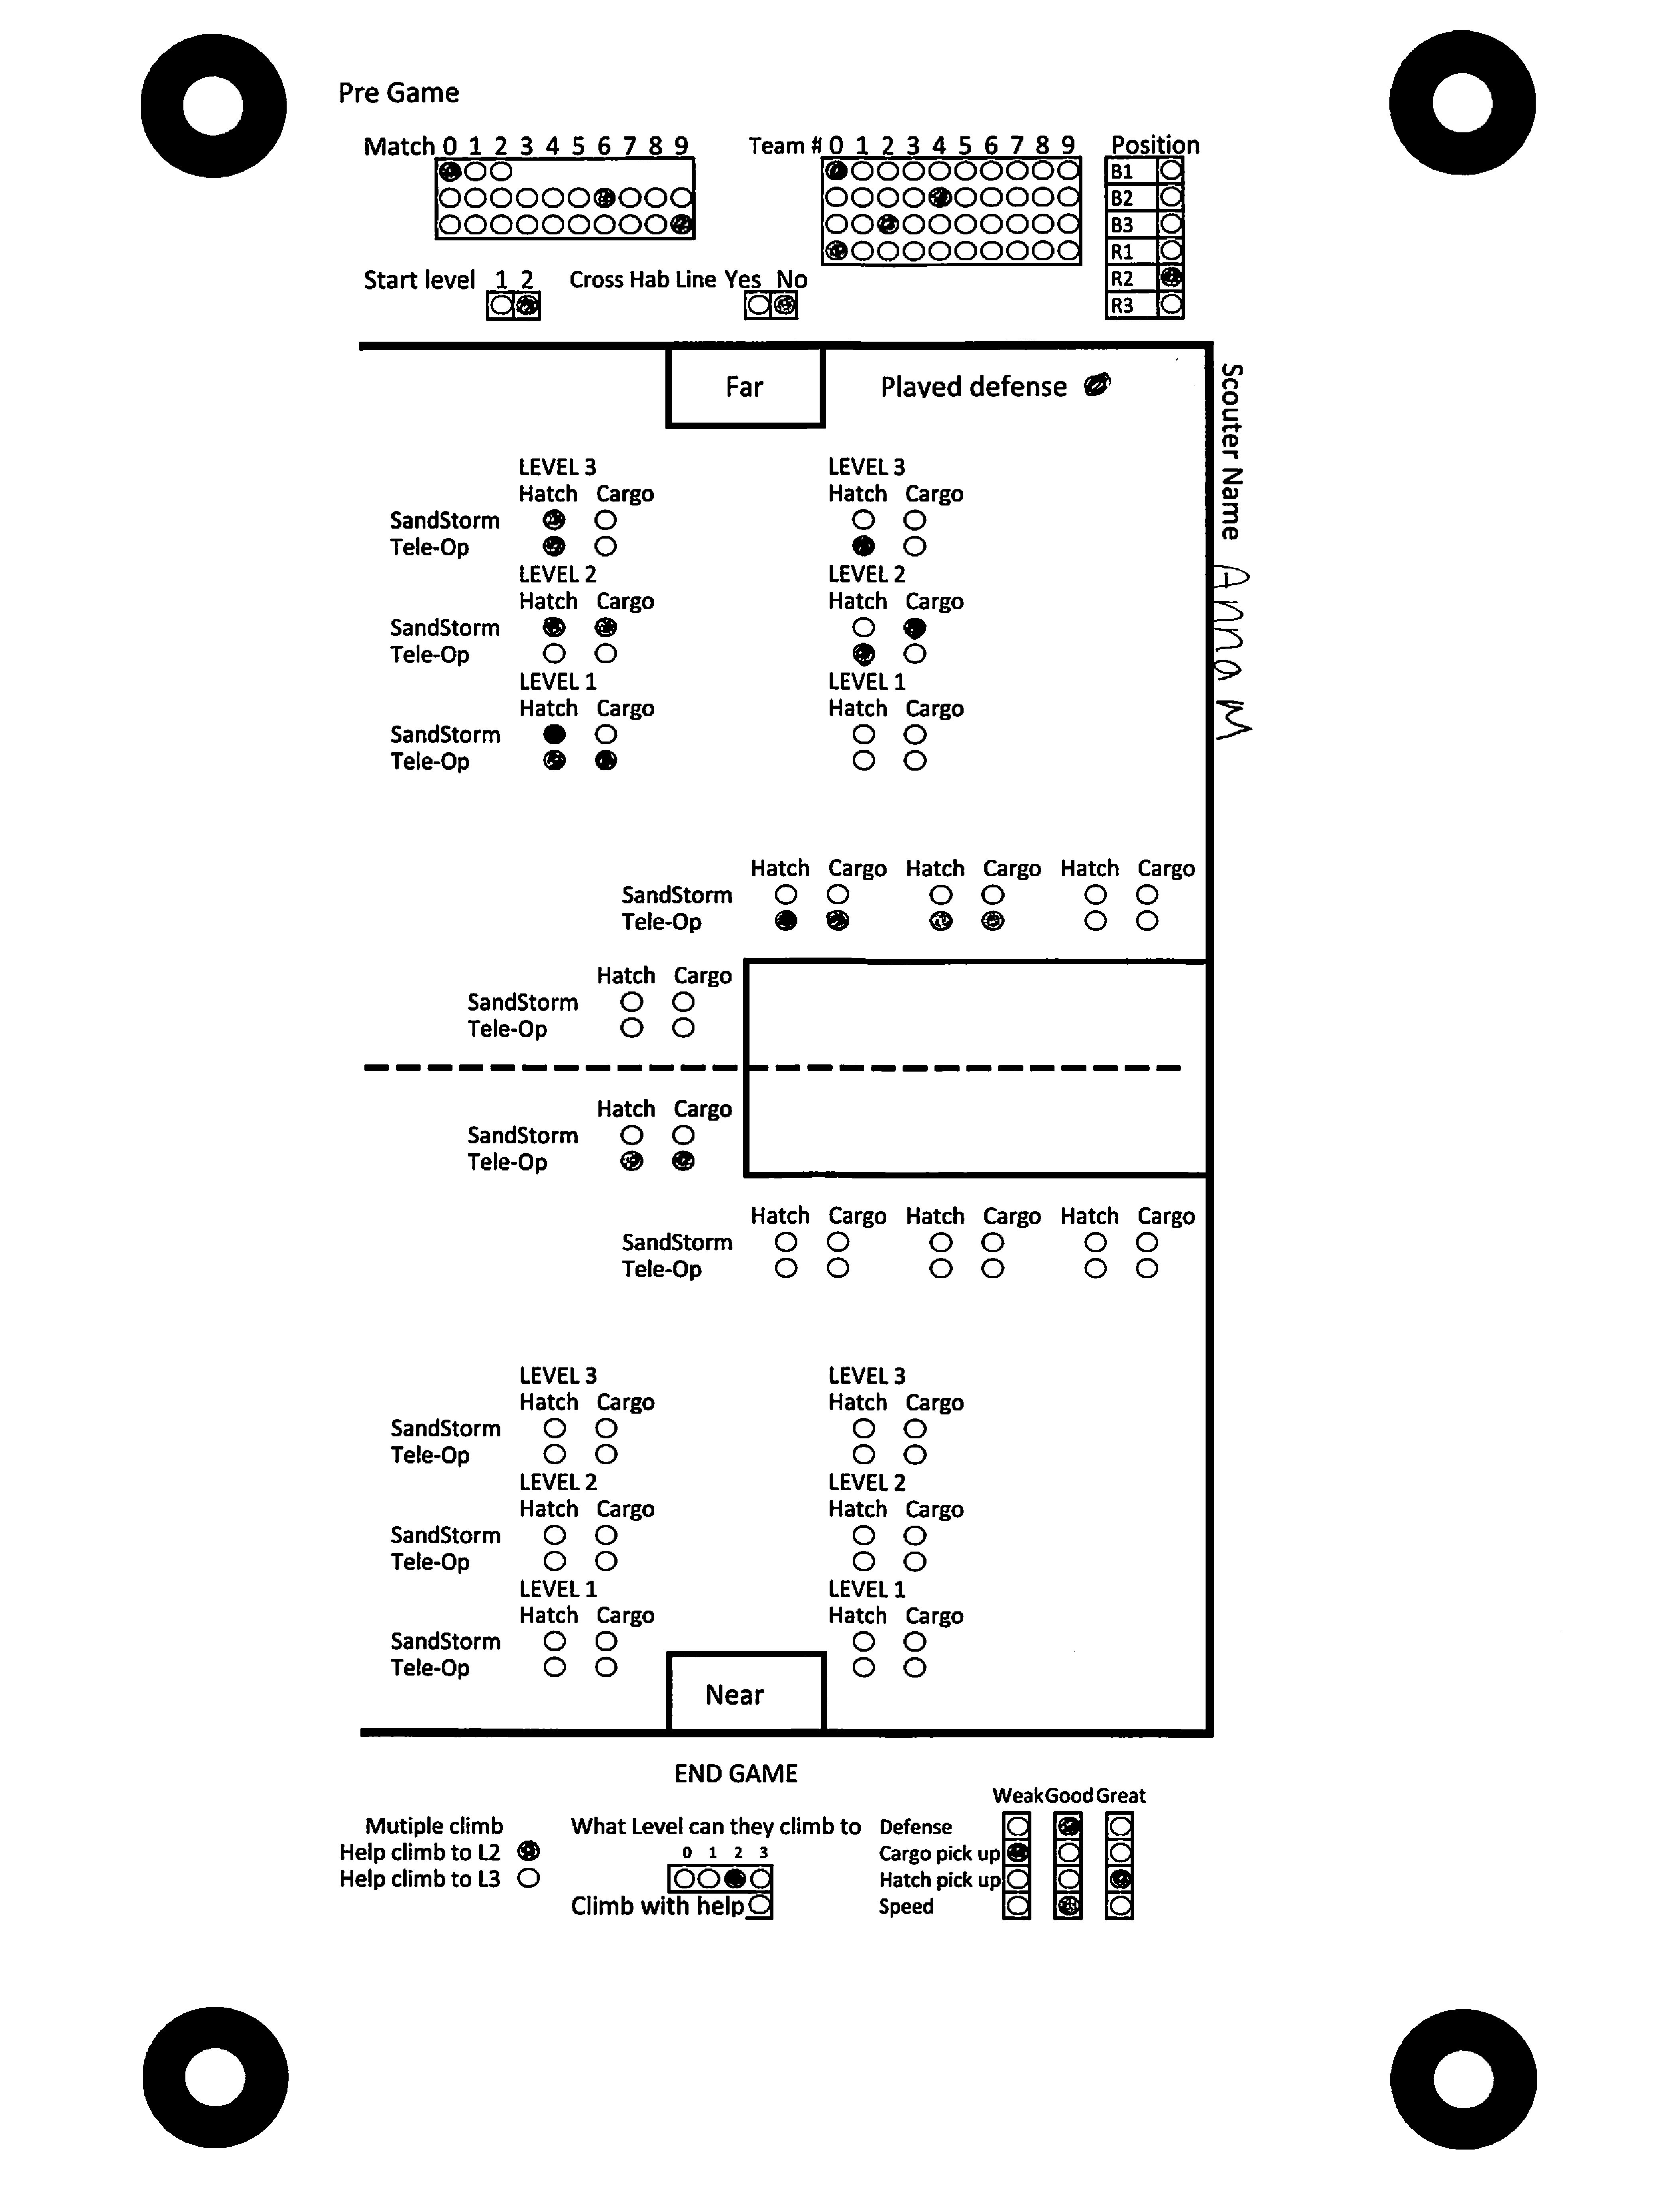 Pre Game
Match 0 1 2 3 4 5 6 7 8 9
Team # 0 1 2 3 4 5 6 7 8 9
Position
B1
B2
B3
R1
R2
R3
Start level 1 2
Cross Hab Line Yes No
Far
Played defense
Scouter Name Anna M
LEVEL 3 LEVEL 3
Hatch Cargo Hatch Cargo
SandStorm
Tele-Op
LEVEL 2 LEVEL 2
Hatch Cargo Hatch Cargo
SandStorm
Tele-Op
LEVEL 1 LEVEL 1
Hatch Cargo Hatch Cargo
SandStorm
Tele-Op
Hatch Cargo Hatch Cargo Hatch Cargo
SandStorm
Tele-Op
Hatch Cargo
SandStorm
Tele-Op
Hatch Cargo
SandStorm
Tele-Op
Hatch Cargo Hatch Cargo Hatch Cargo
SandStorm
Tele-Op
LEVEL 3 LEVEL 3
Hatch Cargo Hatch Cargo
SandStorm
Tele-Op
LEVEL 2 LEVEL 2
Hatch Cargo Hatch Cargo
SandStorm
Tele-Op
LEVEL 1 LEVEL 1
Hatch Cargo Hatch Cargo
SandStorm
Tele-Op
Near
END GAME
Mutiple climb
Help climb to L2
Help climb to L3
What Level can they climb to
0 1 2 3
Climb with help
Weak Good Great
Defense
Cargo pick up
Hatch pick up
Speed